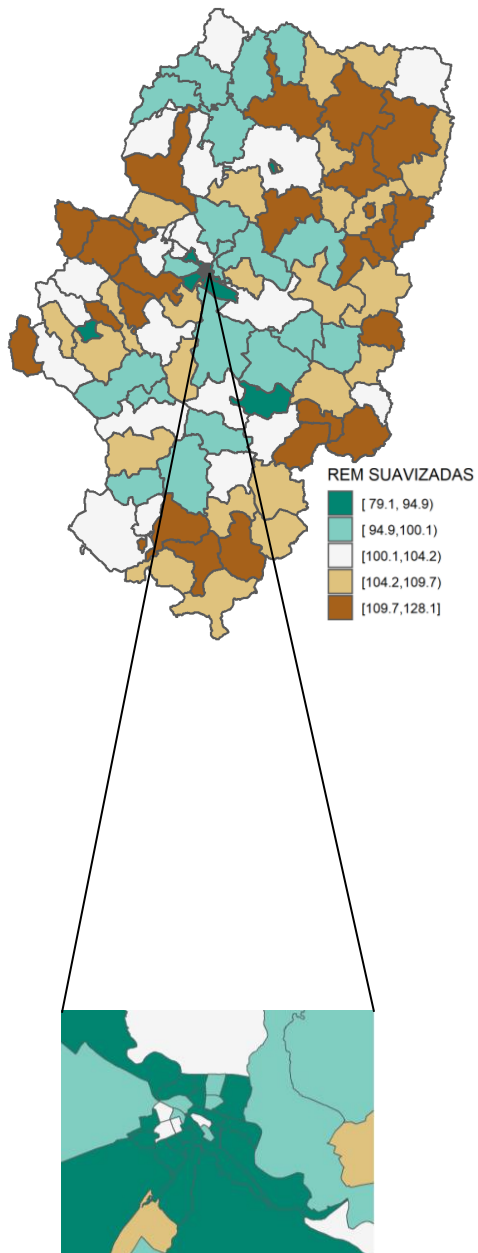 REM SUAVIZADAS
[ 79.1, 94.9)
[ 94.9,100.1)
[100.1,104.2)
[104.2,109.7)
[109.7,128.1]